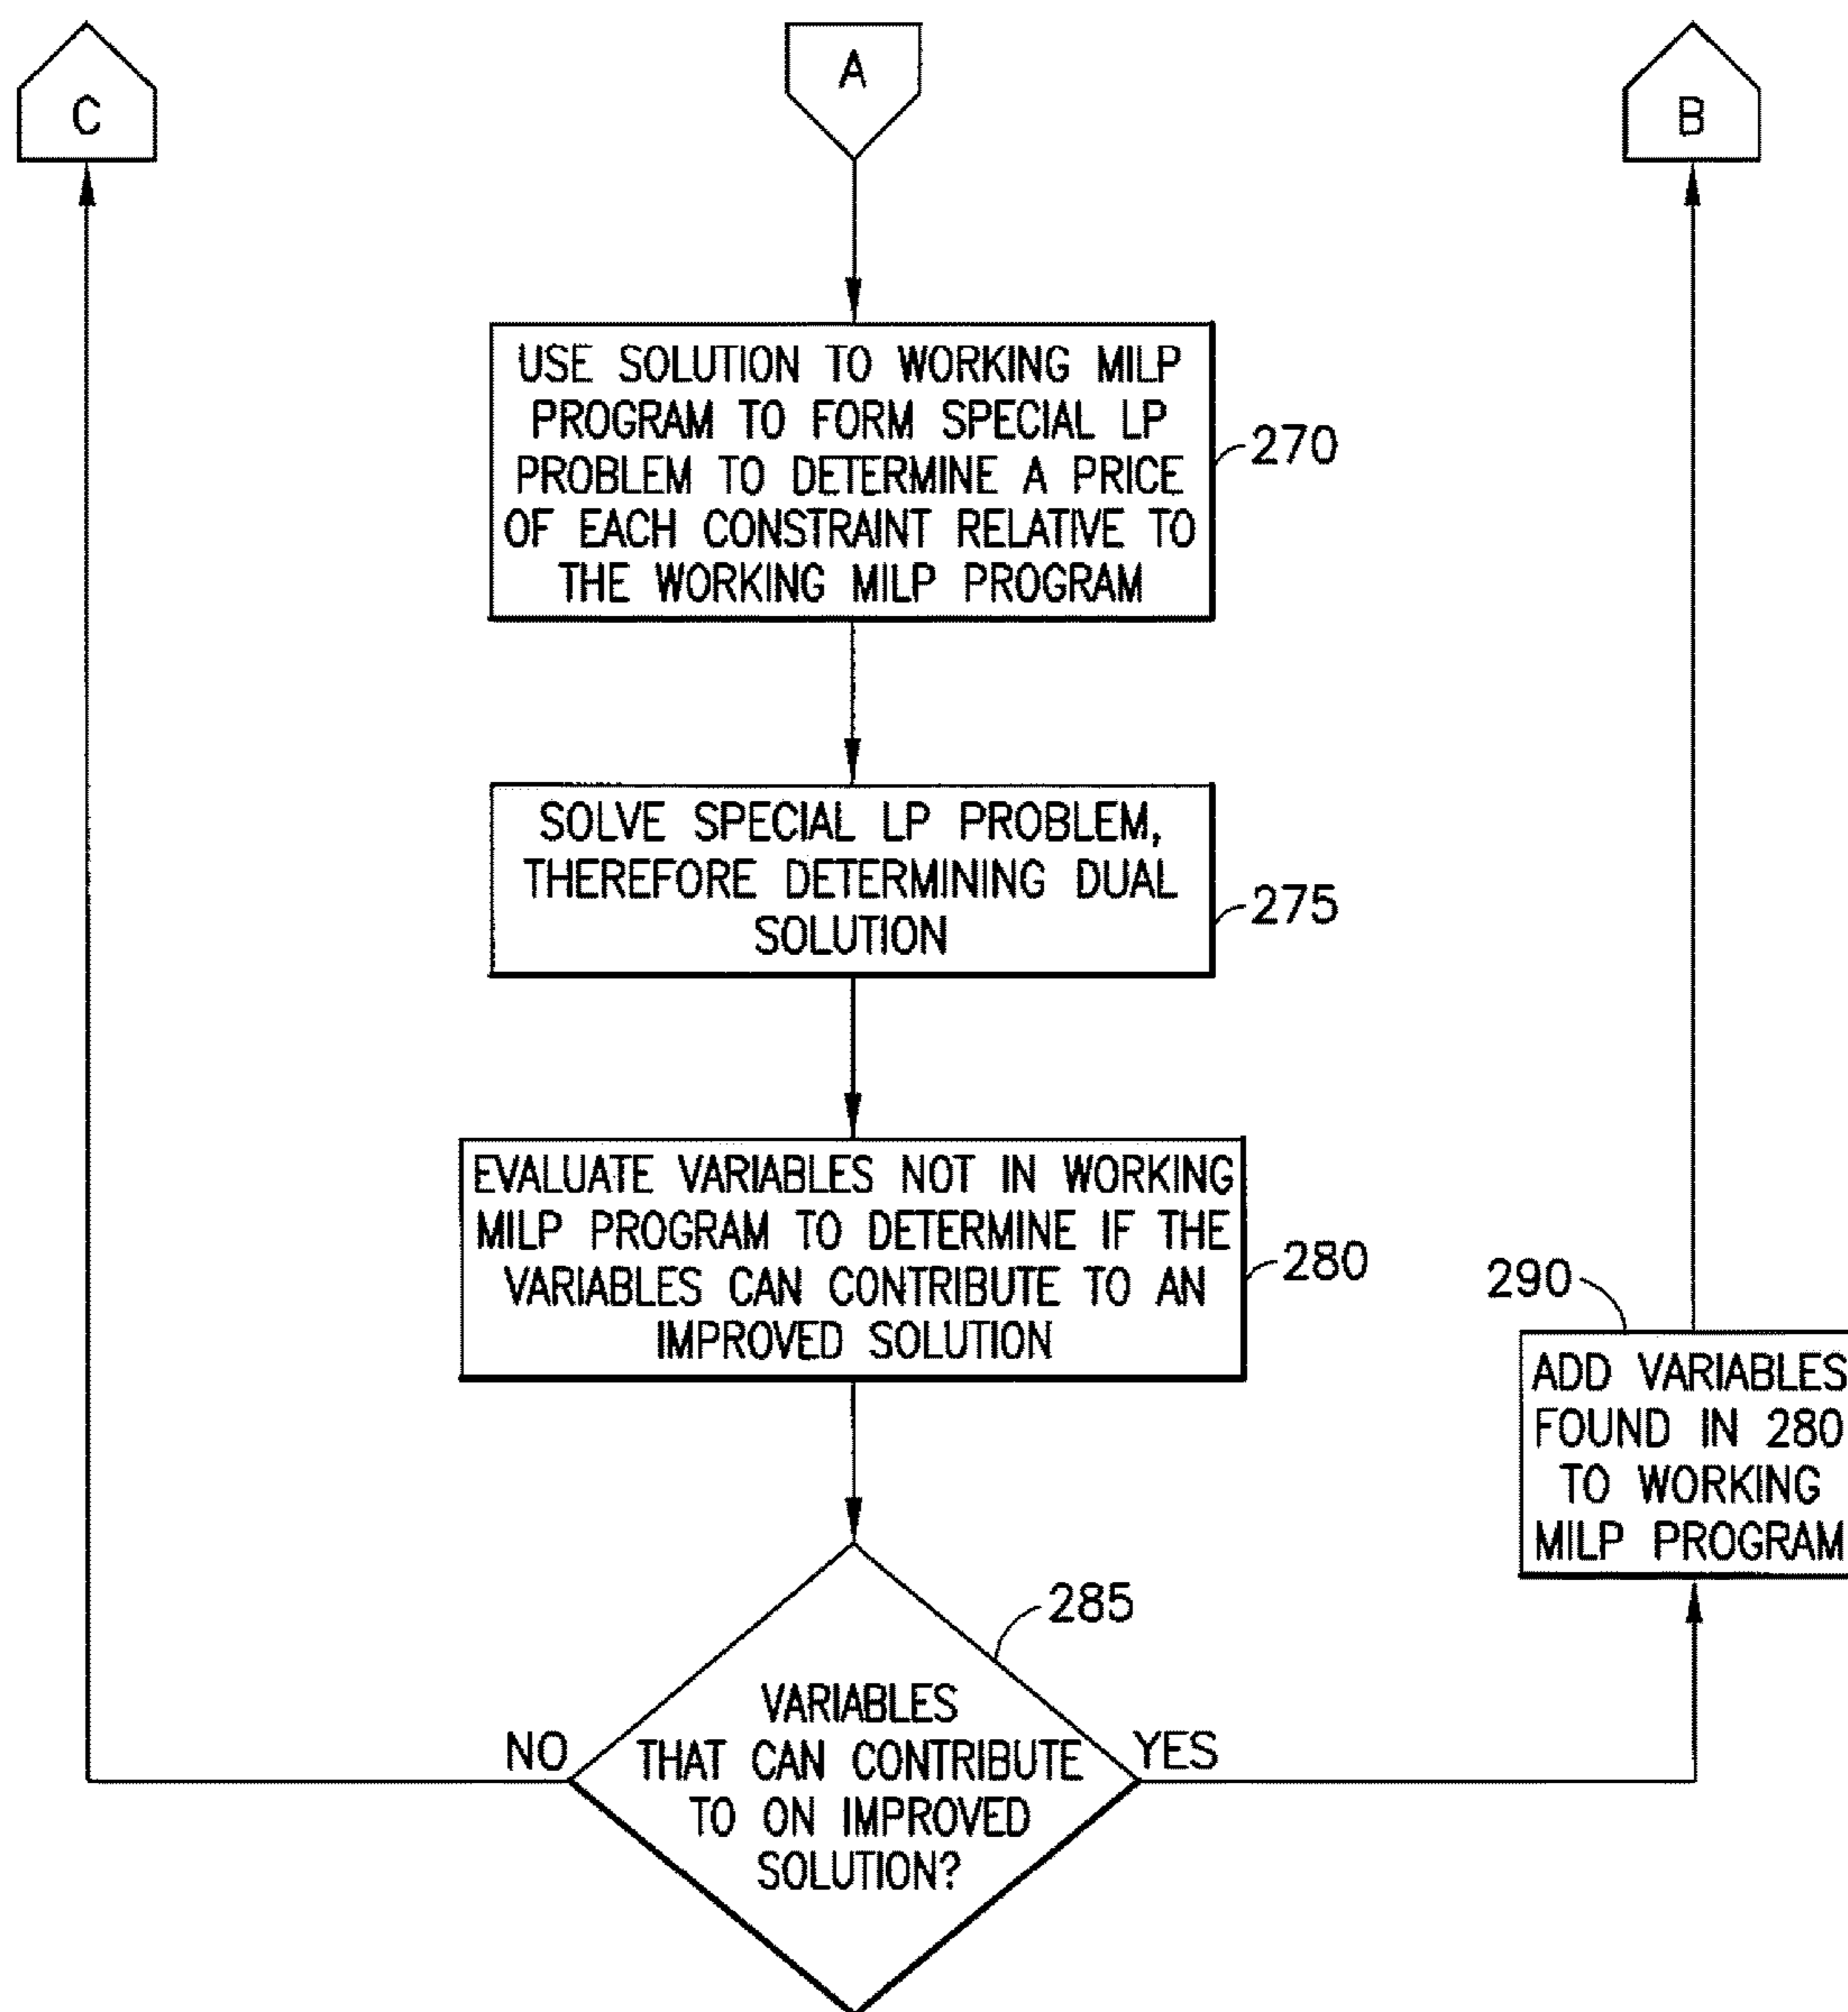 C
A
B
USE SOLUTION TO WORKING MILP
PROGRAM TO FORM SPECIAL LP
PROBLEM TO DETERMINE A PRICE
OF EACH CONSTRAINT RELATIVE TO
THE WORKING MILP PROGRAM
270
SOLVE SPECIAL LP PROBLEM,
THEREFORE DETERMINING DUAL
SOLUTION
275
EVALUATE VARIABLES NOT IN WORKING
MILP PROGRAM TO DETERMINE IF THE
VARIABLES CAN CONTRIBUTE TO AN
IMPROVED SOLUTION
280
290
ADD VARIABLES
FOUND IN 280
TO WORKING
MILP PROGRAM
285
VARIABLES
THAT CAN CONTRIBUTE
TO ON IMPROVED
SOLUTION?
NO
YES